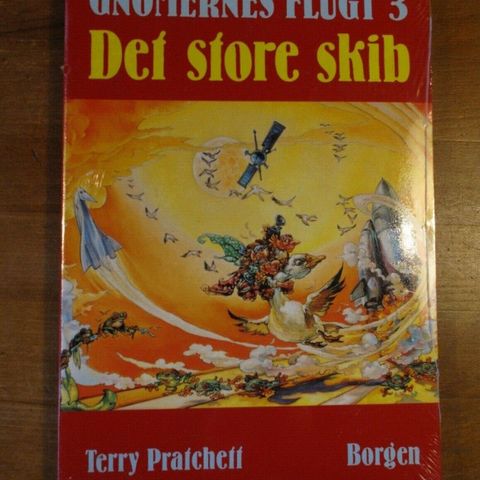 GNOMERNES FLUGT 3
Det store skib
Terry Pratchett Borgen